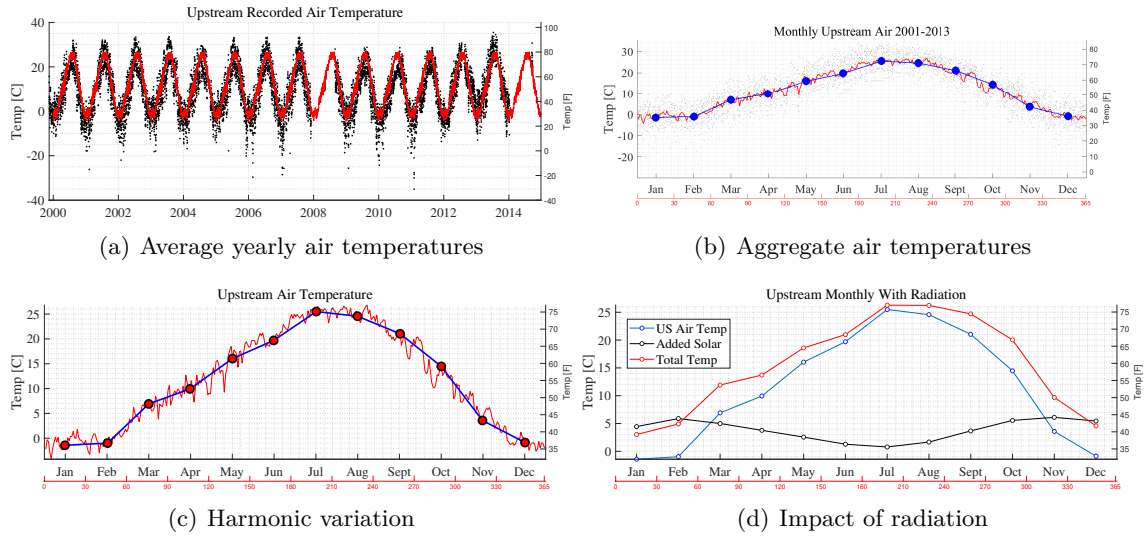 Upstream Recorded Air Temperature
Temp [C]
40
20
0
-20
-40
100
80
60
40
20
0
-20
-40
Temp [F]
2000 2002 2004 2006 2008 2010 2012 2014
(a) Average yearly air temperatures
Monthly Upstream Air 2001-2013
Temp [C]
30
20
10
0
-10
-20
80
70
60
50
40
30
20
10
0
Temp [F]
Jan Feb Mar Apr May Jun Jul Aug Sept Oct Nov Dec
0 30 60 90 120 150 180 210 240 270 300 330 365
(b) Aggregate air temperatures
Upstream Air Temperature
Temp [C]
25
20
15
10
5
0
75
70
65
60
55
50
45
40
35
Temp [F]
Jan Feb Mar Apr May Jun Jul Aug Sept Oct Nov Dec
0 30 60 90 120 150 180 210 240 270 300 330 365
(c) Harmonic variation
Upstream Monthly With Radiation
US Air Temp
Added Solar
Total Temp
Temp [C]
25
20
15
10
5
0
75
70
65
60
55
50
45
40
35
Temp [F]
Jan Feb Mar Apr May Jun Jul Aug Sept Oct Nov Dec
0 30 60 90 120 150 180 210 240 270 300 330 365
(d) Impact of radiation